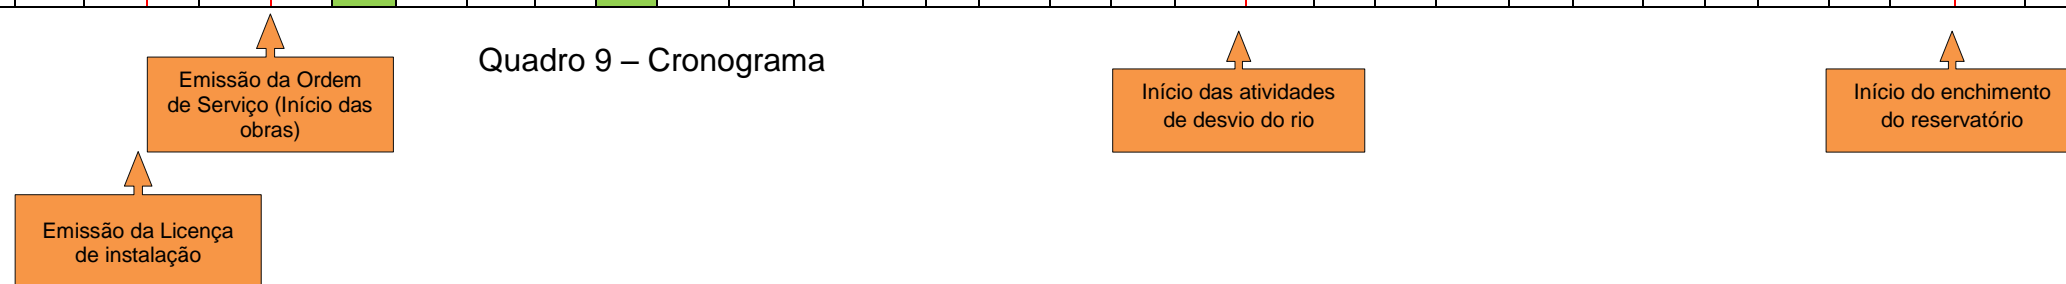 Quadro 9 – Cronograma
Emissão da Ordem
de Serviço (Início das
obras)
Início das atividades
de desvio do rio
Início do enchimento
do reservatório
Emissão da Licença
de instalação